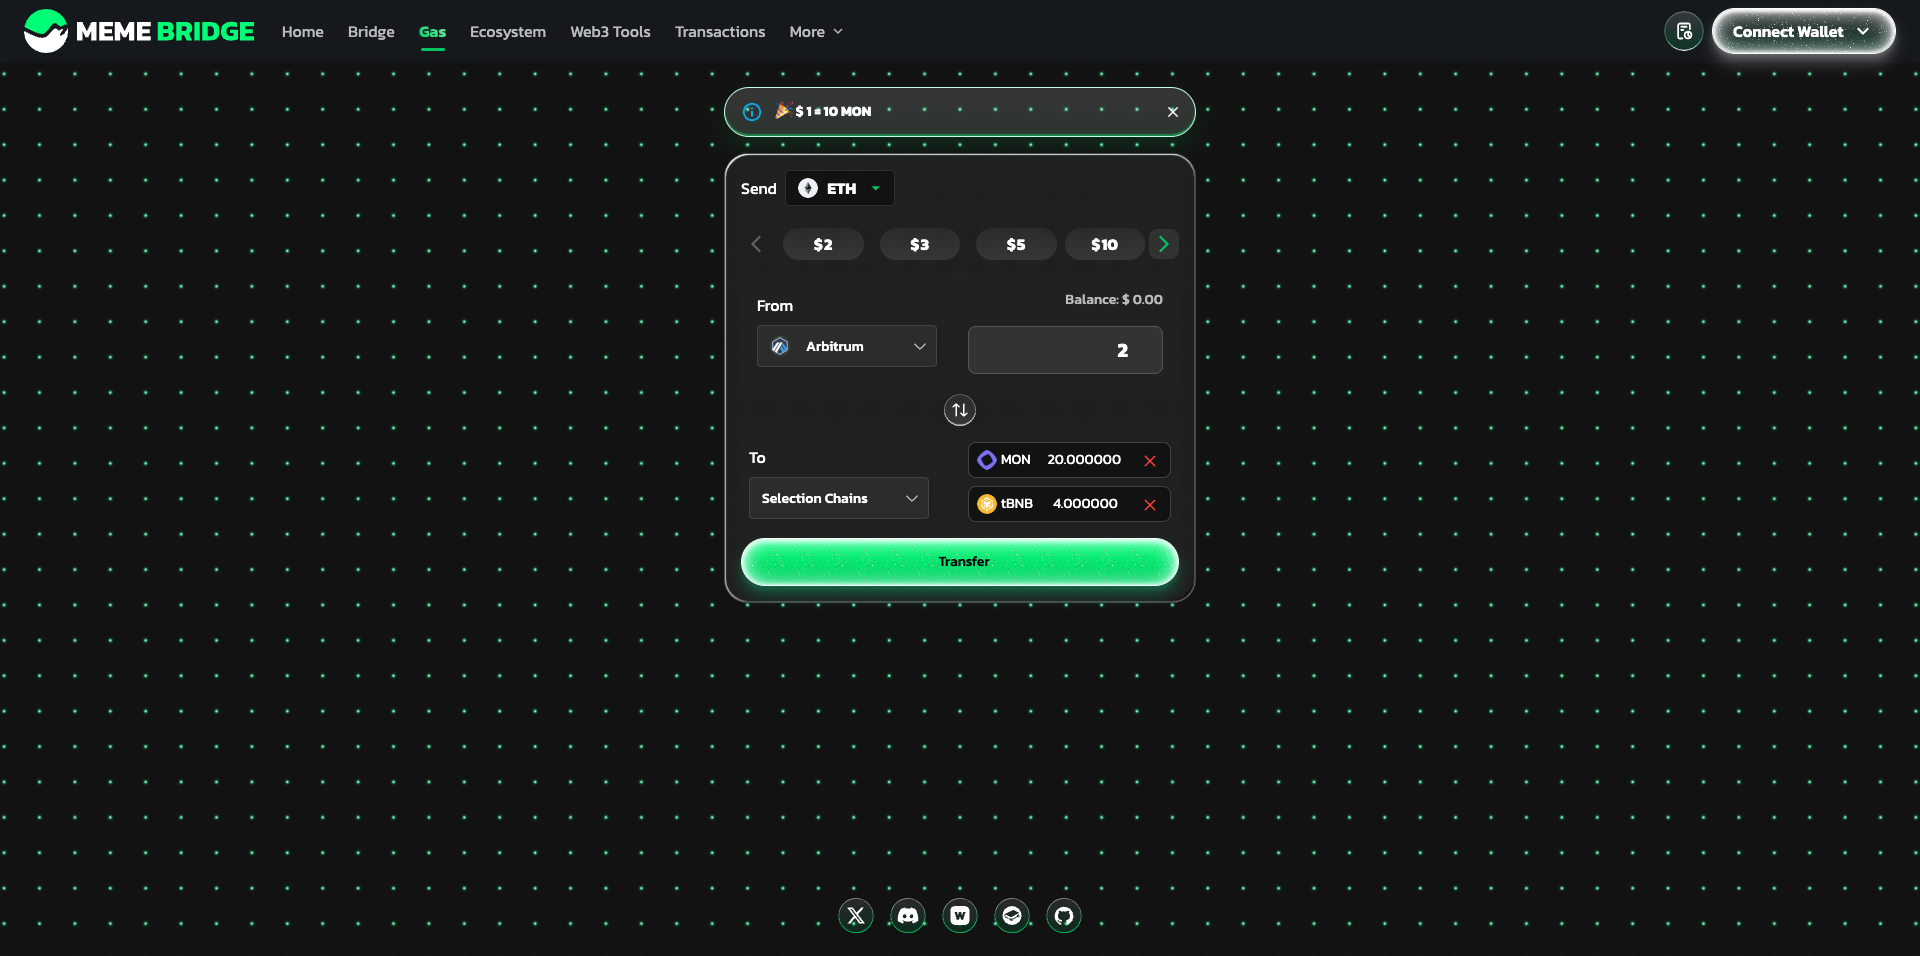 MEME BRIDGE
Home Bridge Gas Ecosystem Web3 Tools Transactions More
Connect Wallet
🎉 $ 1 = 10 MON
Send ETH
$2 $3 $5 $10
From
Balance: $ 0.00
Arbitrum
2
To
Selection Chains
MON 20.000000
tBNB 4.000000
Transfer